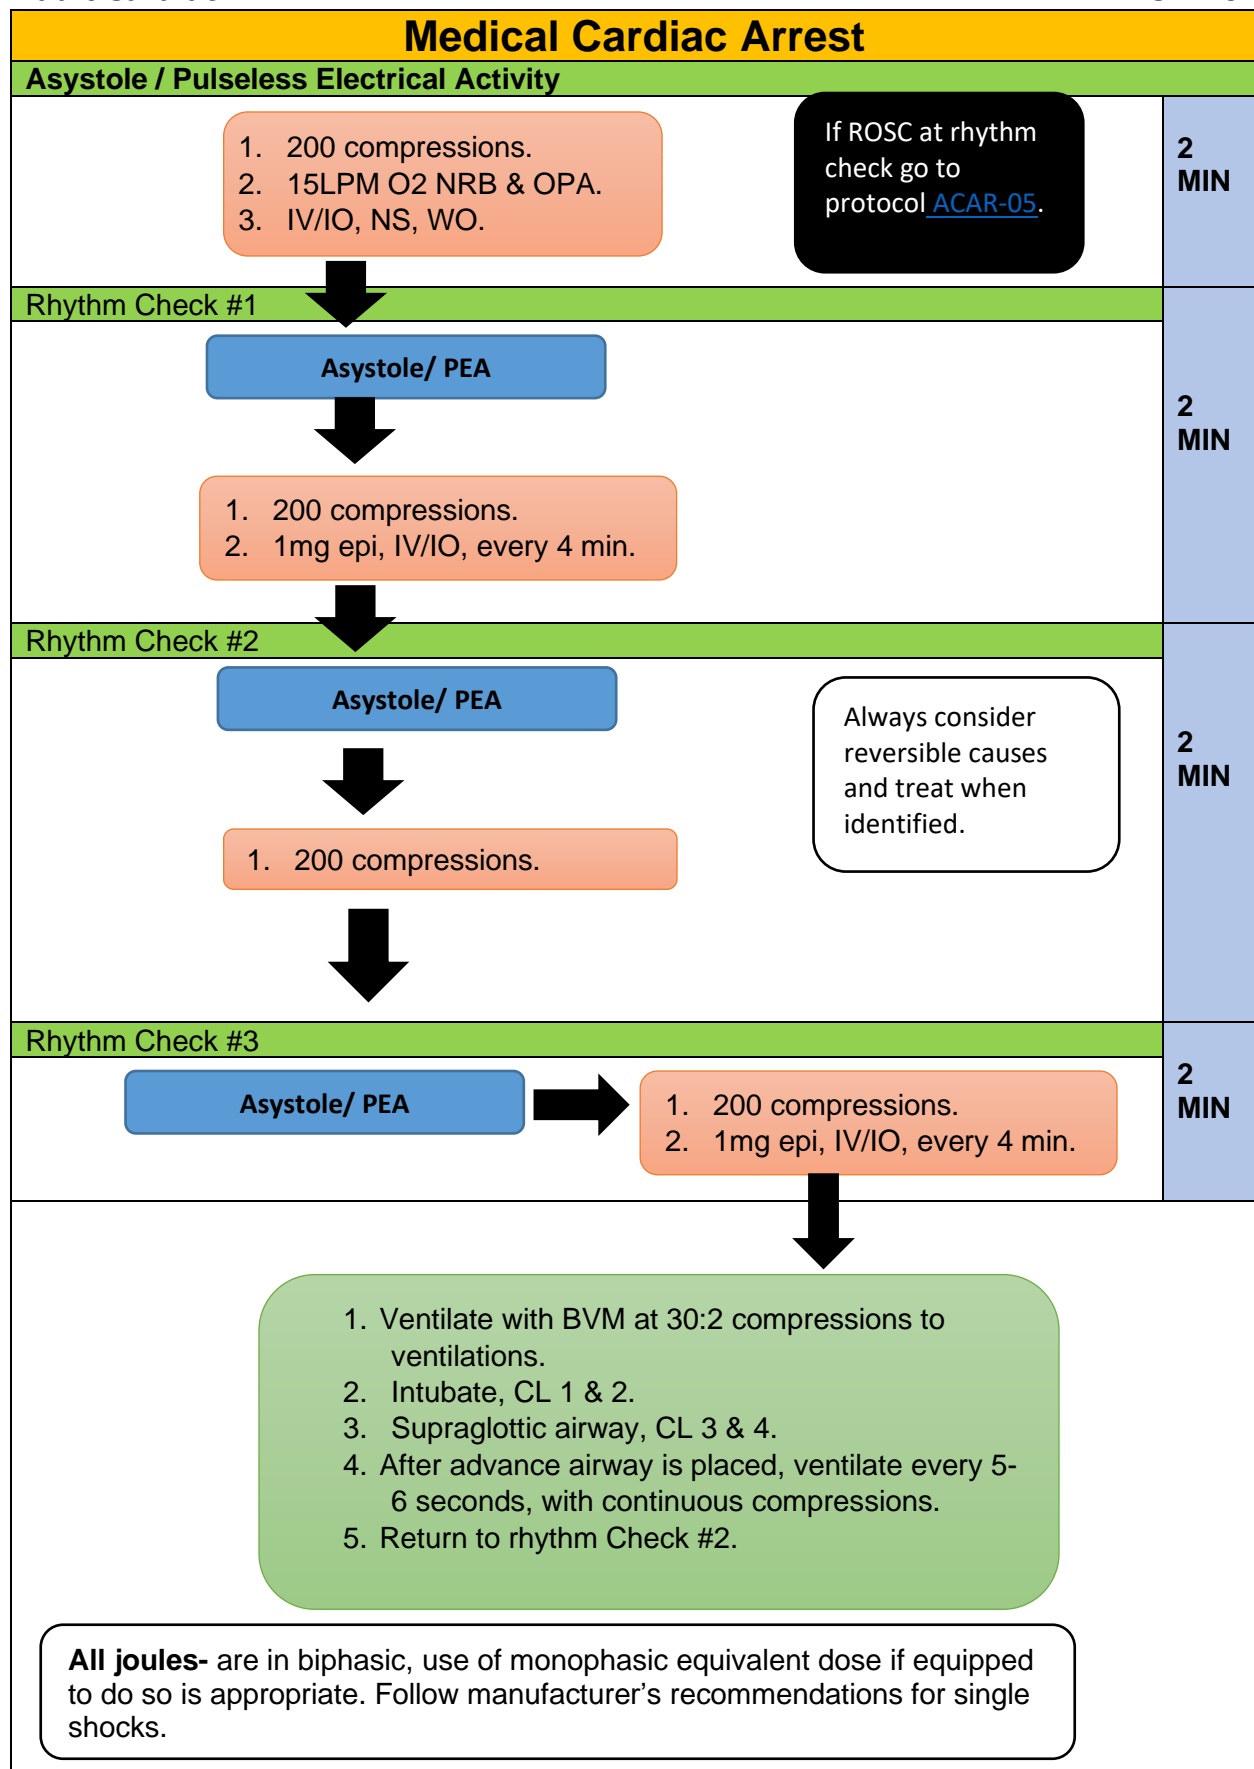 Medical Cardiac Arrest
Asystole / Pulseless Electrical Activity
1. 200 compressions.
2. 15LPM O2 NRB & OPA.
3. IV/IO, NS, WO.
If ROSC at rhythm
check go to
protocol ACAR-05.
2
MIN
Rhythm Check #1
Asystole/ PEA
2
MIN
1. 200 compressions.
2. 1mg epi, IV/IO, every 4 min.
Rhythm Check #2
Asystole/ PEA
Always consider
reversible causes
and treat when
identified.
2
MIN
1. 200 compressions.
Rhythm Check #3
Asystole/ PEA
1. 200 compressions.
2. 1mg epi, IV/IO, every 4 min.
2
MIN
1. Ventilate with BVM at 30:2 compressions to
ventilations.
2. Intubate, CL 1 & 2.
3. Supraglottic airway, CL 3 & 4.
4. After advance airway is placed, ventilate every 5-
6 seconds, with continuous compressions.
5. Return to rhythm Check #2.
All joules- are in biphasic, use of monophasic equivalent dose if equipped
to do so is appropriate. Follow manufacturer's recommendations for single
shocks.